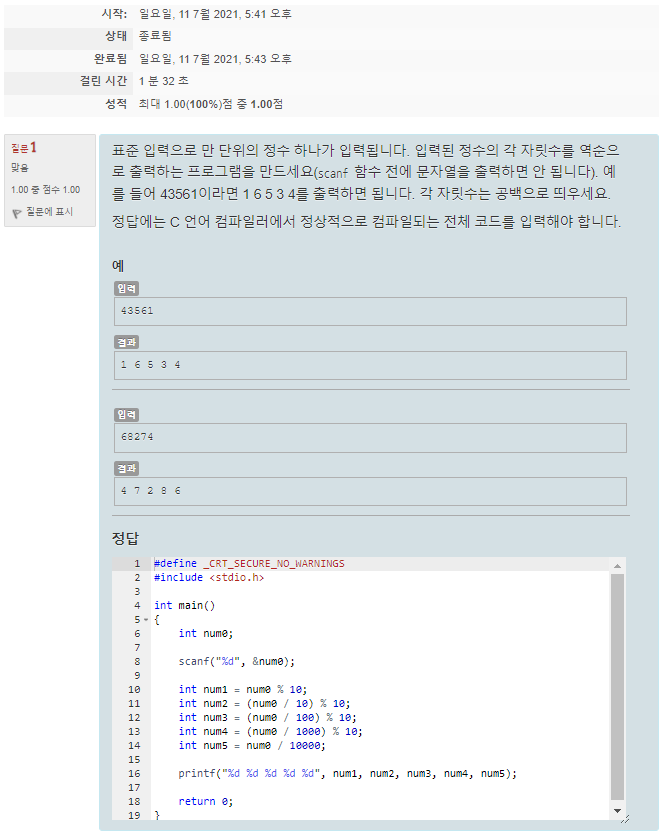 시작: 일요일, 11 7월 2021, 5:41 오후
상태 종료됨
완료됨 일요일, 11 7월 2021, 5:43 오후
걸린 시간 1 분 32 초
성적 최대 1.00(100%)점 중 1.00점
질문1
맞음
1.00 중 점수 1.00
질문에 표시
표준 입력으로 만 단위의 정수 하나가 입력됩니다. 입력된 정수의 각 자릿수를 역순으
로 출력하는 프로그램을 만드세요(scanf 함수 전에 문자열을 출력하면 안 됩니다). 예
를 들어 43561이라면 1 6 5 3 4를 출력하면 됩니다. 각 자릿수는 공백으로 띄우세요.
정답에는 C 언어 컴파일러에서 정상적으로 컴파일되는 전체 코드를 입력해야 합니다.
예
입력
43561
결과
1 6 5 3 4
입력
68274
결과
4 7 2 8 6
정답
1 #define _CRT_SECURE_NO_WARNINGS
2 #include <stdio.h>
3
4 int main()
5 {
6 int num0;
7
8 scanf("%d", &num0);
9
10 int num1 = num0 % 10;
11 int num2 = (num0 / 10) % 10;
12 int num3 = (num0 / 100) % 10;
13 int num4 = (num0 / 1000) % 10;
14 int num5 = num0 / 10000;
15
16 printf("%d %d %d %d %d", num1, num2, num3, num4, num5);
17
18 return 0;
19 }